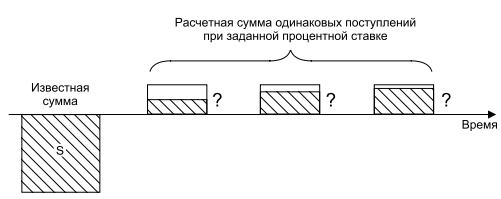 Расчетная сумма одинаковых поступлений
при заданной процентной ставке
Известная
сумма
?
?
?
Время
S